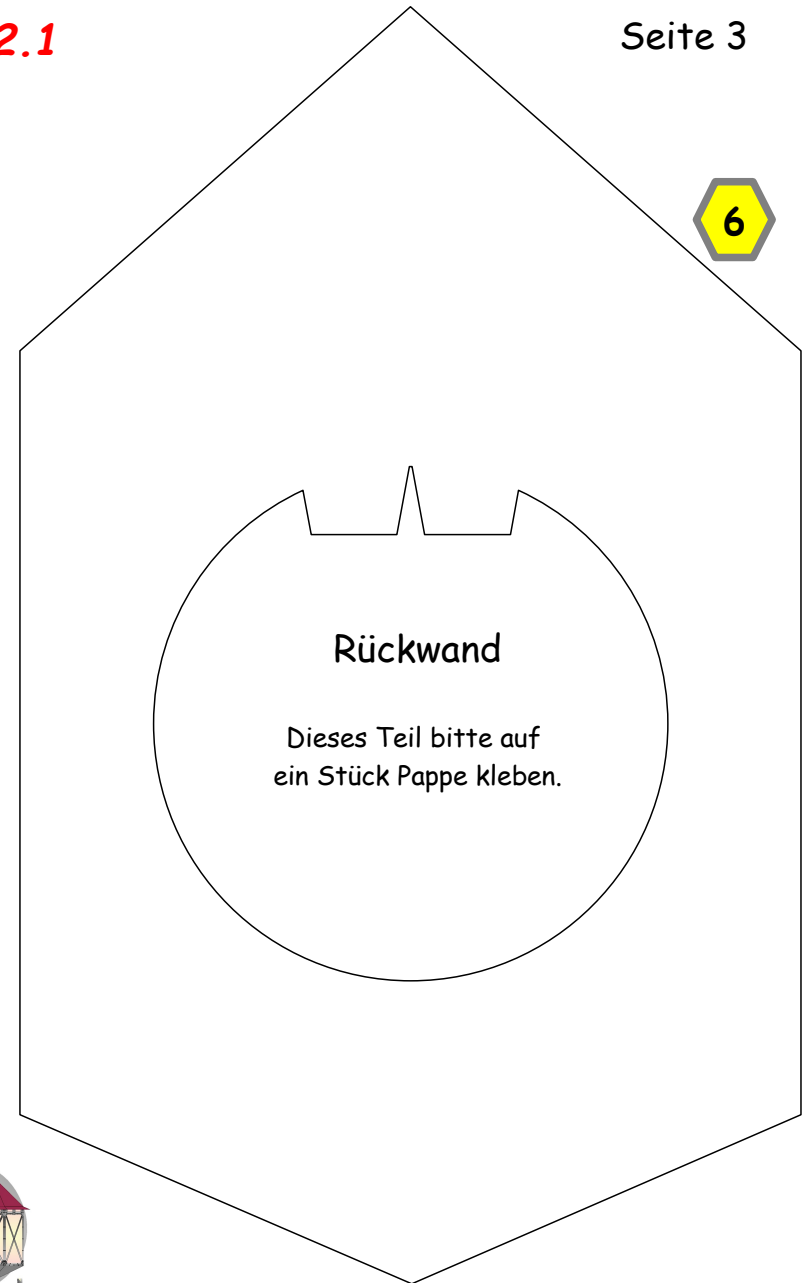 2.1
Seite 3
6
Rückwand
Dieses Teil bitte auf
ein Stück Pappe kleben.